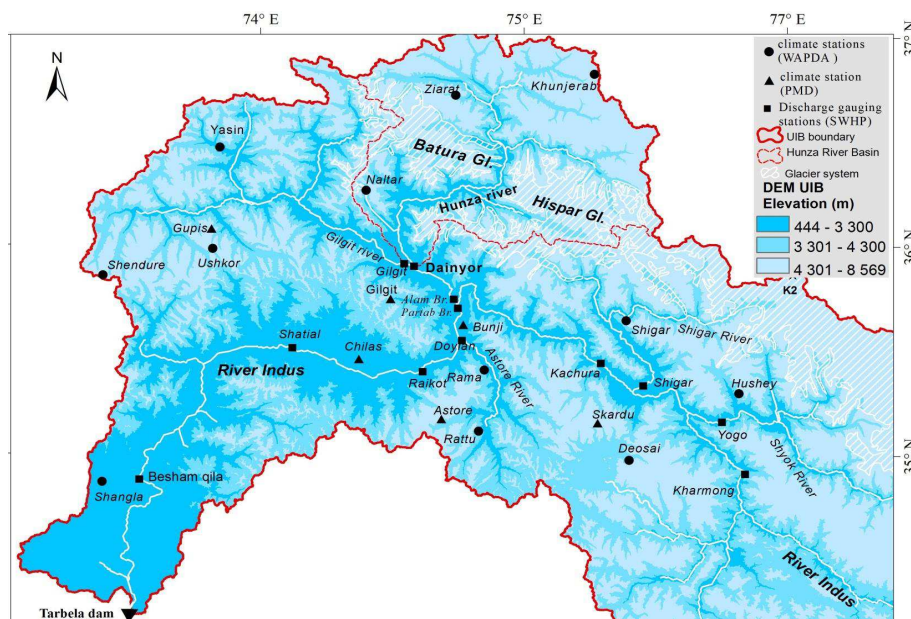 74° E
75° E
77° E
37° N
N
climate stations
(WAPDA )
climate station
(PMD)
Discharge gauging
stations (SWHP)
UIB boundary
Hunza River Basin
Glacier system
DEM UIB
Elevation (m)
444 - 3 300
3 301 - 4 300
4 301 - 8 569
Ziarat
Khunjerab
Yasin
Batura Gl.
Naltar
Hunza river
Hispar Gl.
Gupis
Ushkor
Gilgit river
36° N
Shendure
Gilgit
Dainyor
K2
Gilgit
Alam Br.
Partab Br.
Bunji
Shigar
Shigar River
Shatial
Doyian
Chilas
River Indus
Raikot
Rama
Astore River
Kachura
Shigar
Hushey
Astore
Skardu
Yogo
Rattu
Deosai
35° N
Shyok River
Besham qila
Shangla
Kharmong
River Indus
Tarbela dam